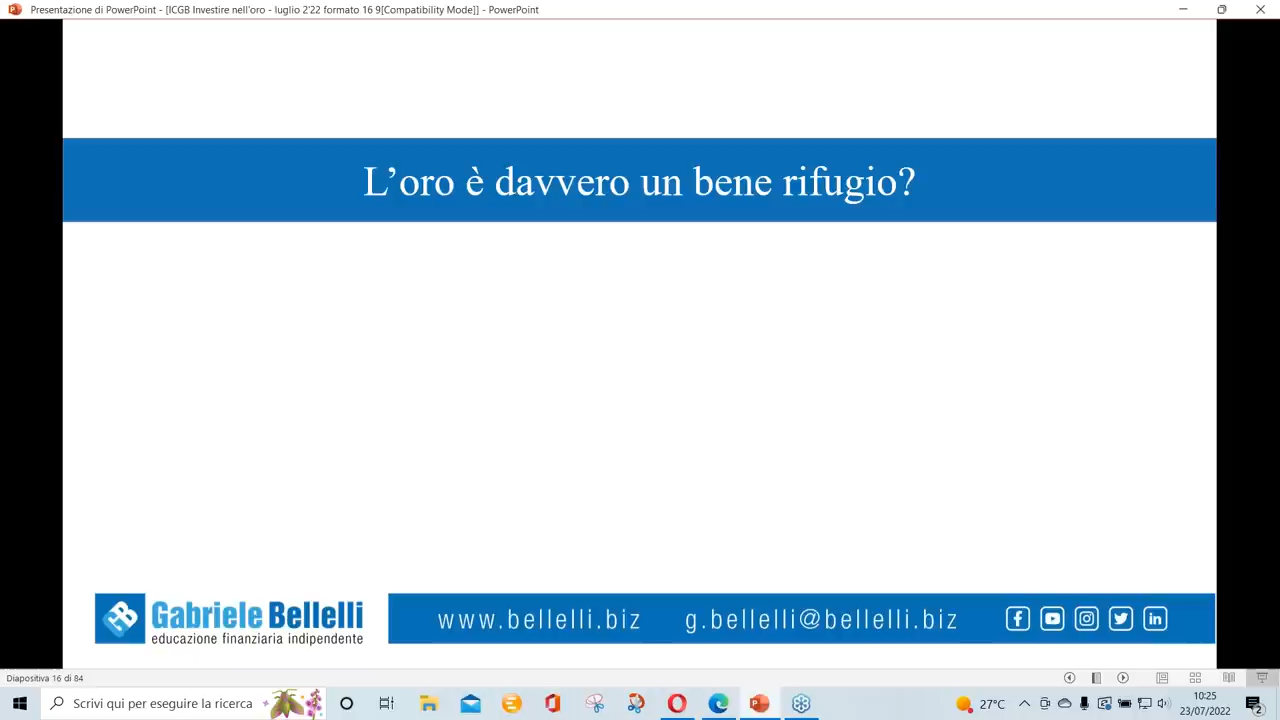 Presentazione di PowerPoint - [ICGB Investire nell'oro - luglio 2'22 formato 16 9[Compatibility Mode]] - PowerPoint
L'oro è davvero un bene rifugio?
Gabriele Bellelli
educazione finanziaria indipendente
www.bellelli.biz g.bellelli@bellelli.biz
Diapositiva 16 di 84
Scrivi qui per eseguire la ricerca
27°C
10:25
23/07/2022
2